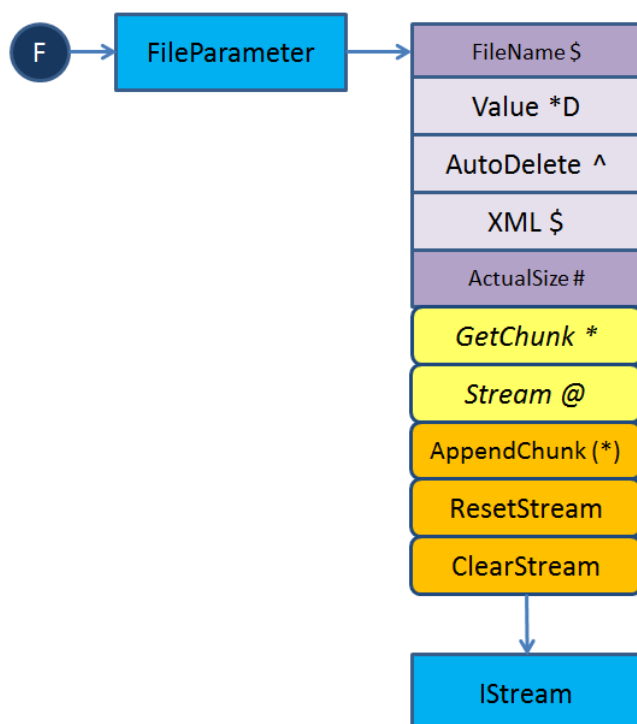 F
FileParameter
FileName $
Value *D
AutoDelete ^
XML $
ActualSize #
GetChunk *
Stream @
AppendChunk (*)
ResetStream
ClearStream
IStream